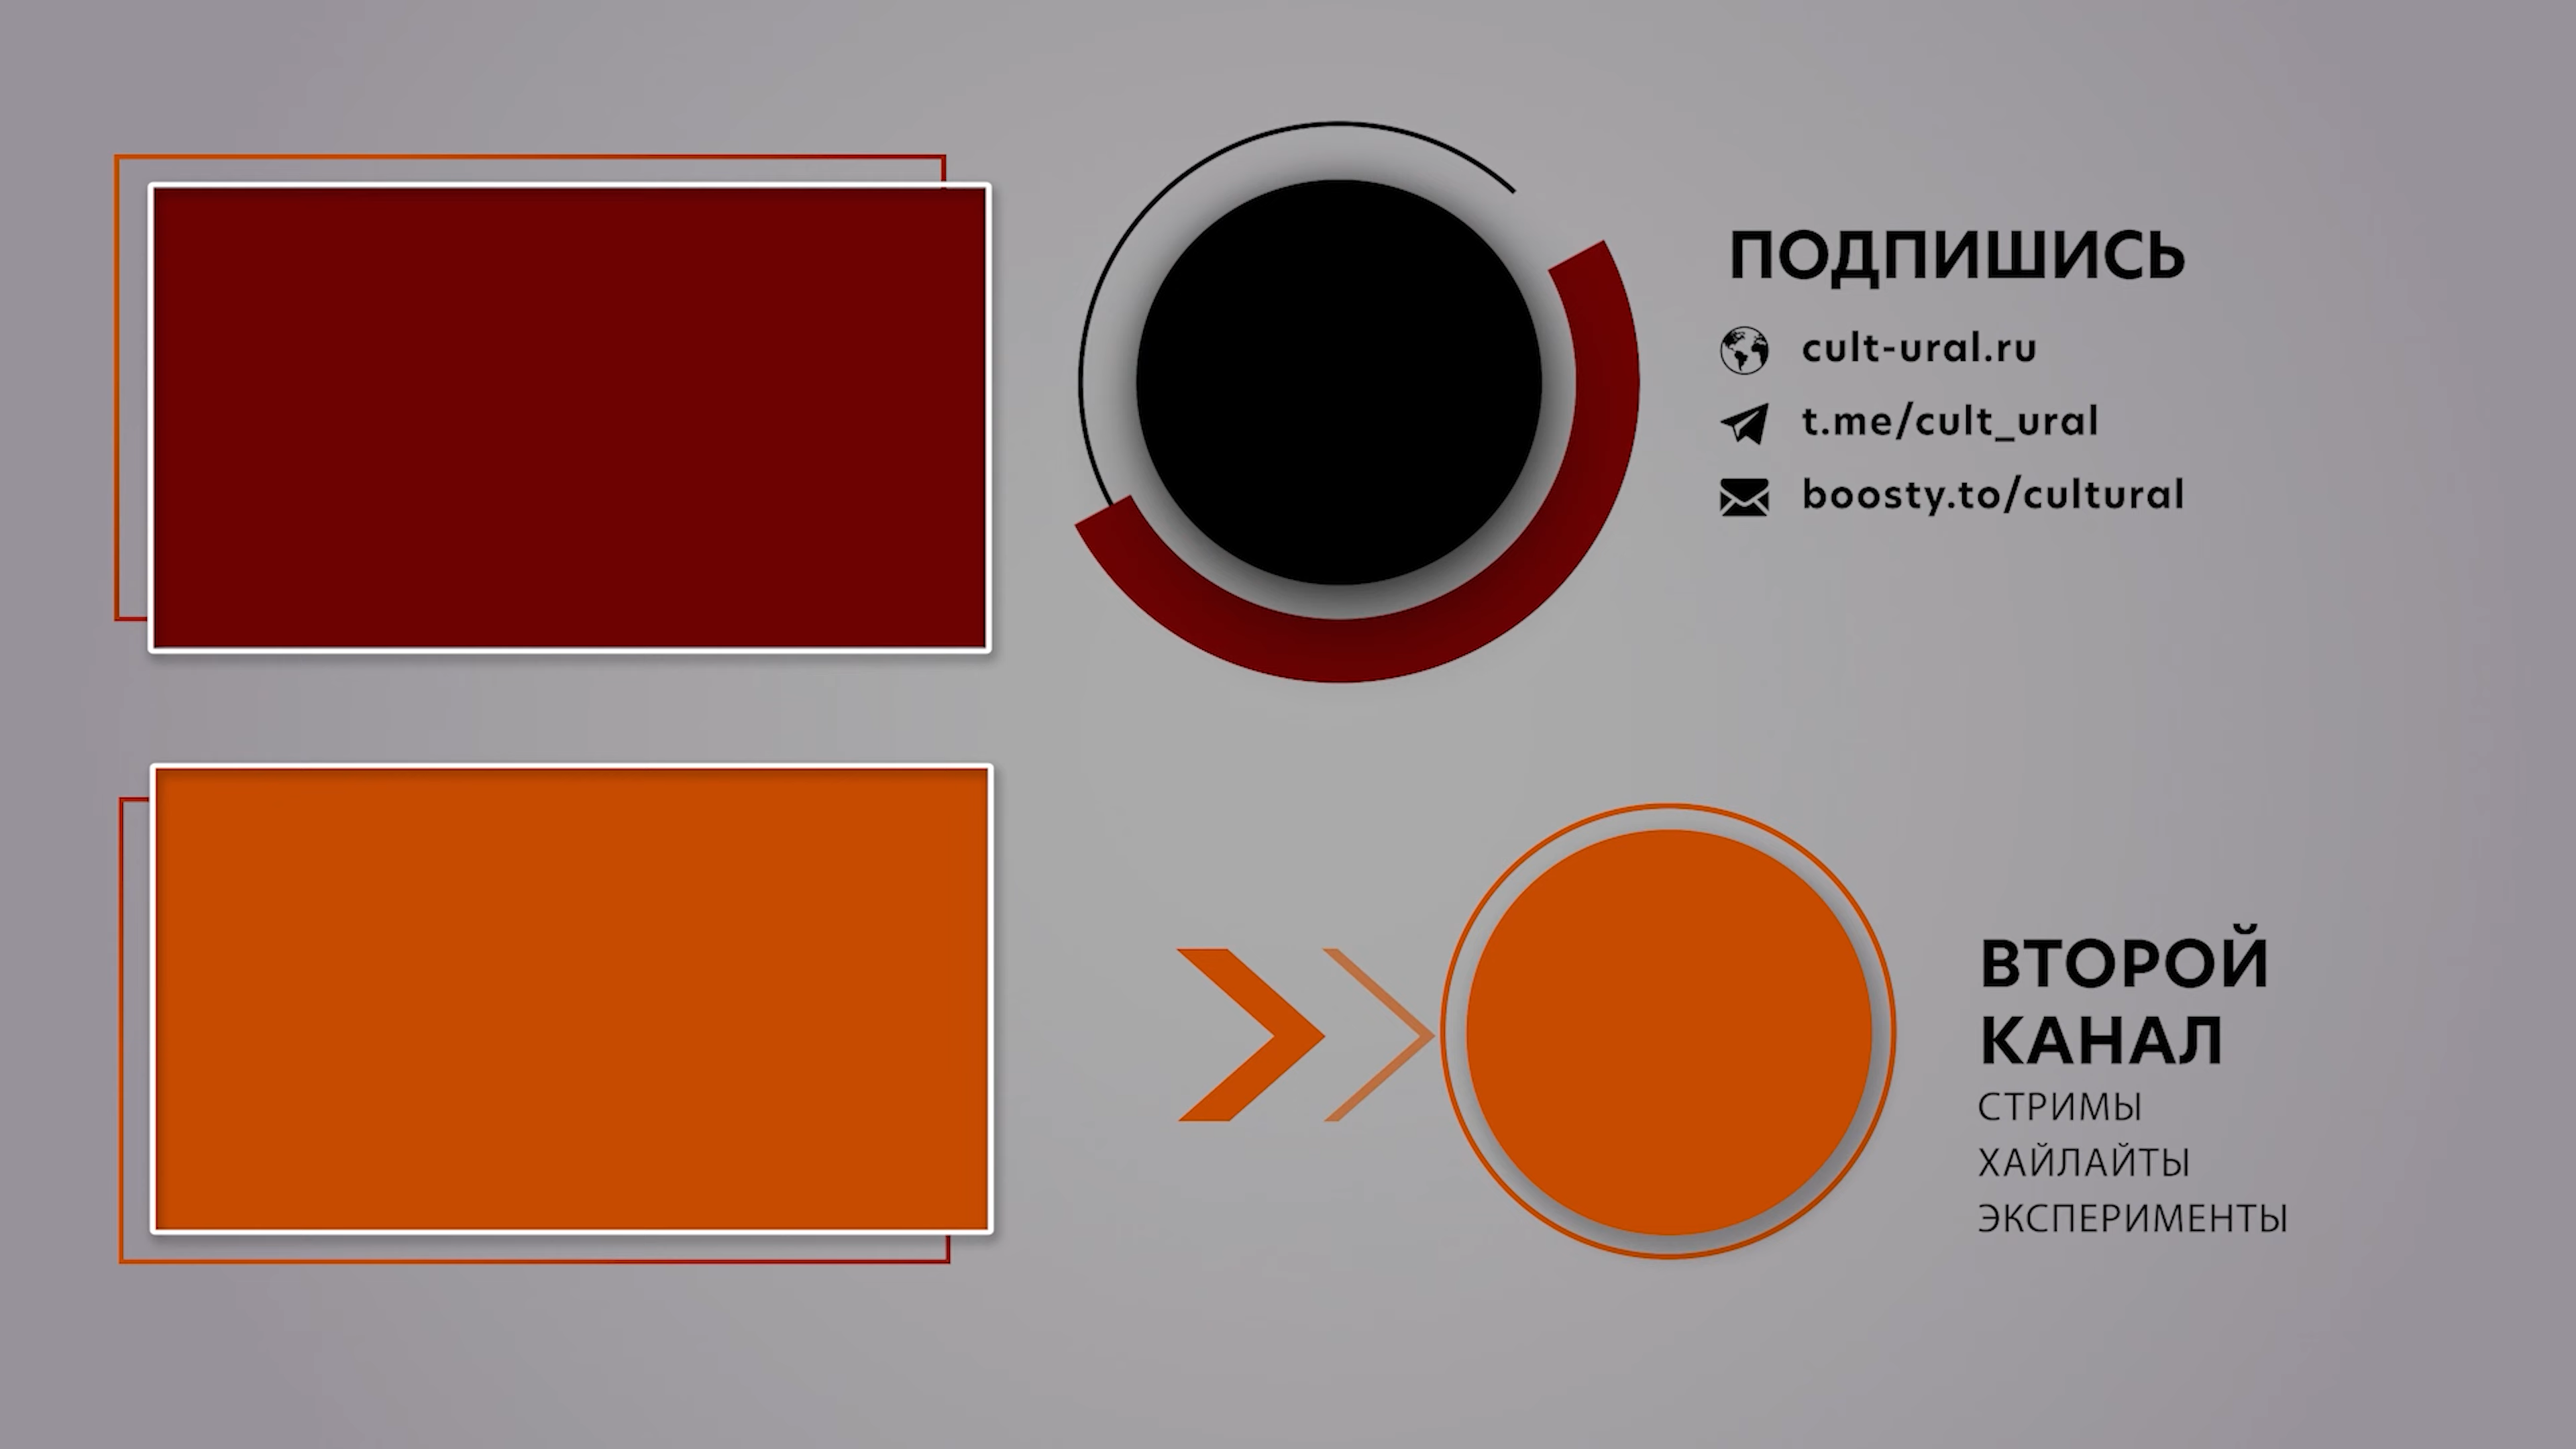 ПОДПИШИСЬ
cult-ural.ru
t.me/cult_ural
boosty.to/cultural
ВТОРОЙ
КАНАЛ
СТРИМЫ
ХАЙЛАЙТЫ
ЭКСПЕРИМЕНТЫ